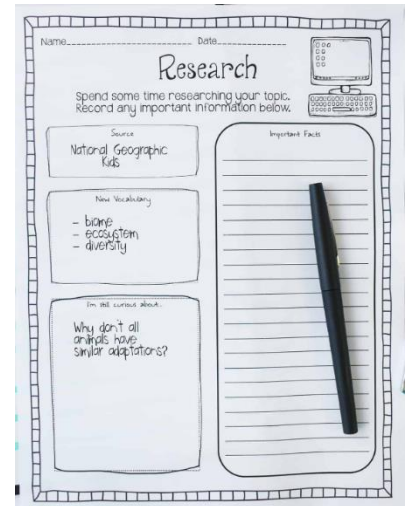 Name Date
Research
Spend some time researching your topic.
Record any important information below.
Source
National Geographic
Kids
New Vocabulary
- biome
- ecosystem
- diversity
I'm still curious about...
Why don't all
animals have
similar adaptations?
Important Facts